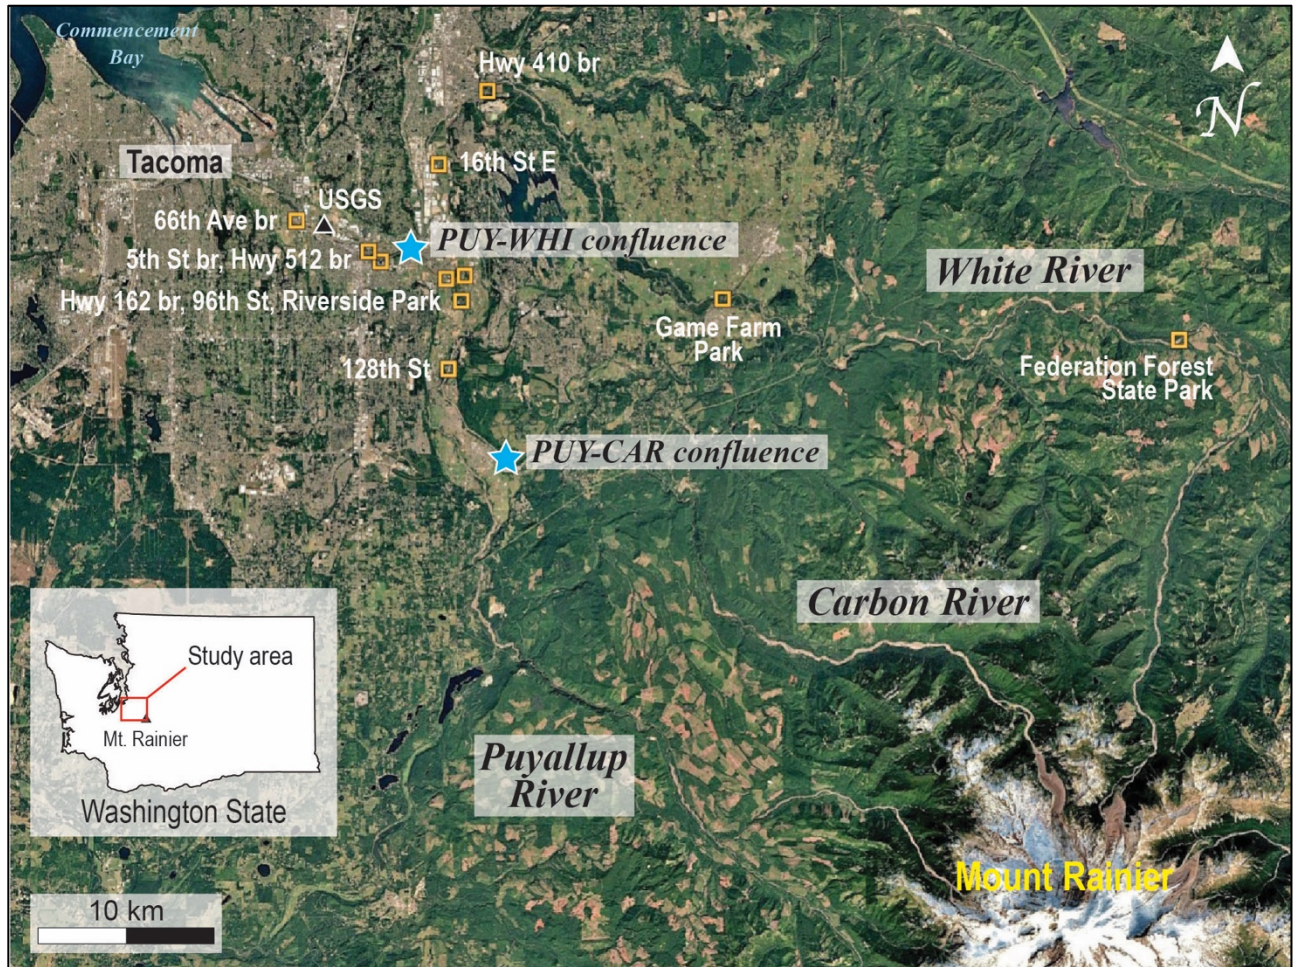 Commencement
Bay
Hwy 410 br
N
Tacoma
16th St E
USGS
66th Ave br
PUY-WHI confluence
5th St br, Hwy 512 br
White River
Hwy 162 br, 96th St, Riverside Park
Game Farm
Park
128th St
Federation Forest
State Park
PUY-CAR confluence
Carbon River
Study area
Mt. Rainier
Puyallup
River
Washington State
Mount Rainier
10 km